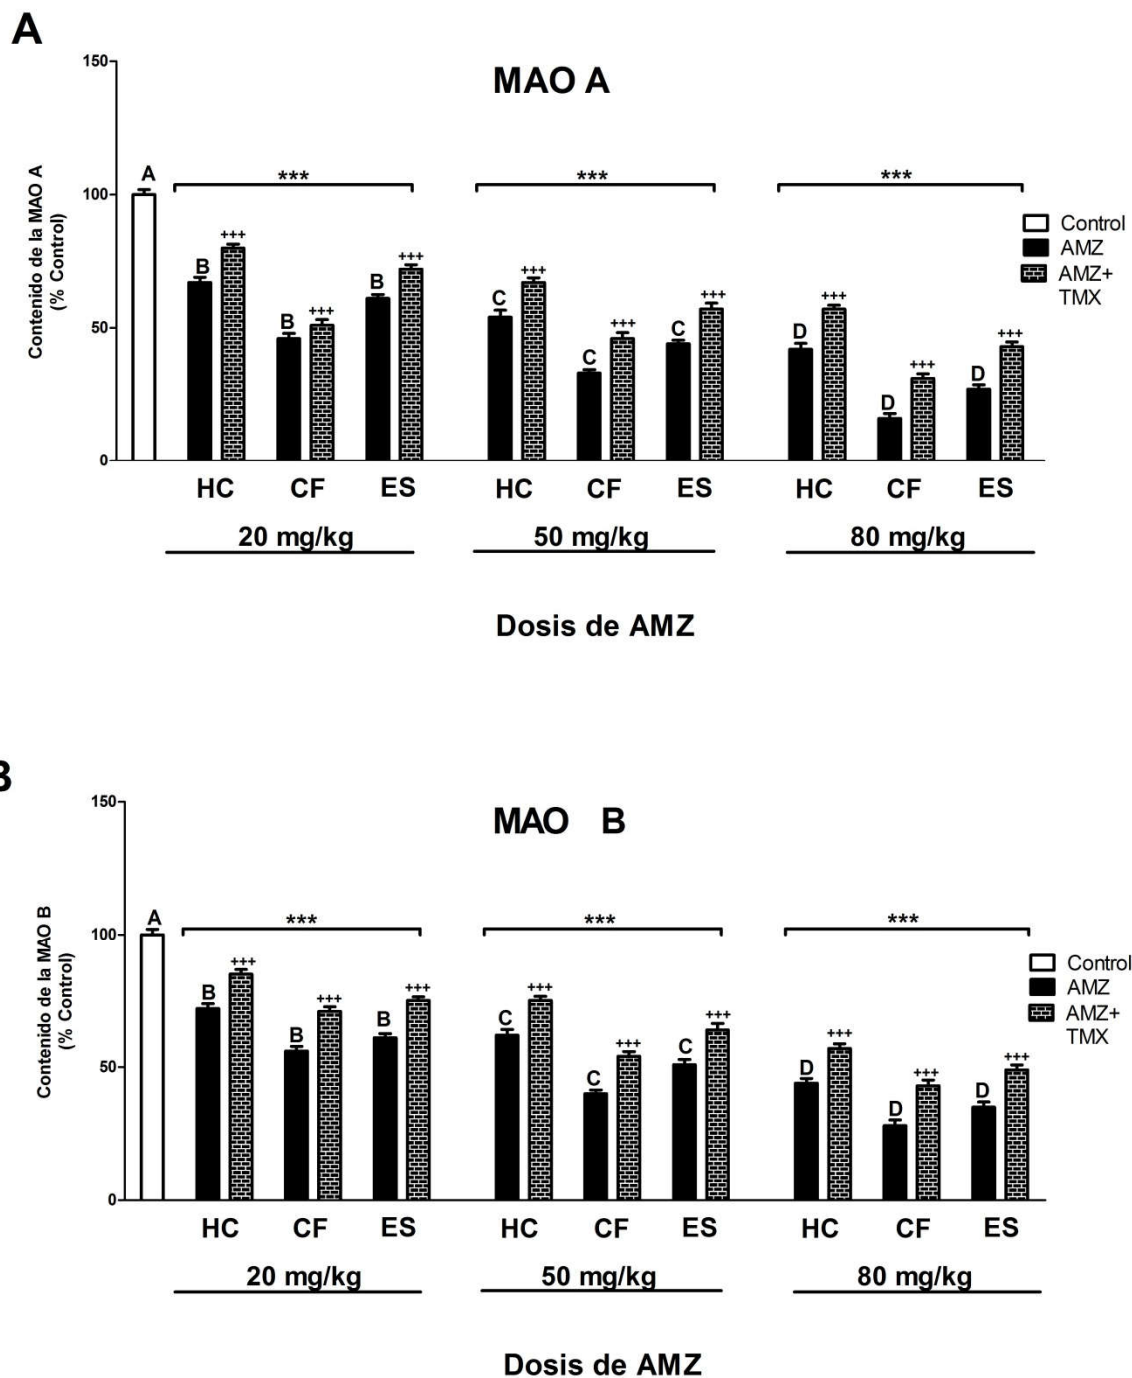 A
MAO A
Contenido de la MAO A
(% Control)
150
100
50
0
A
***
***
***
B
+++
B
+++
B
+++
C
+++
C
+++
C
+++
D
+++
D
+++
D
+++
Control
AMZ
AMZ+
TMX
HC CF ES HC CF ES HC CF ES
20 mg/kg 50 mg/kg 80 mg/kg
Dosis de AMZ
B
MAO B
Contenido de la MAO B
(% Control)
150
100
50
0
A
***
***
***
B
+++
B
+++
B
+++
C
+++
C
+++
C
+++
D
+++
D
+++
D
+++
Control
AMZ
AMZ+
TMX
HC CF ES HC CF ES HC CF ES
20 mg/kg 50 mg/kg 80 mg/kg
Dosis de AMZ